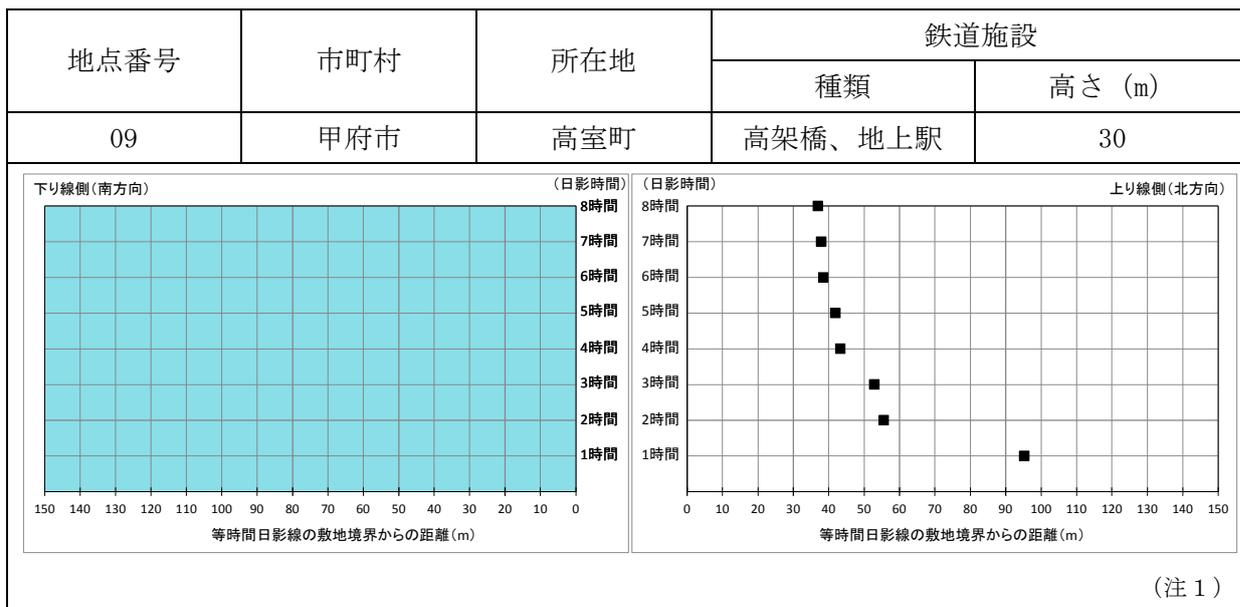 地点番号 市町村 所在地 鉄道施設
種類 高さ（m）
09 甲府市 高室町 高架橋、地上駅 30
下り線側（南方向） （日影時間）
8時間
7時間
6時間
5時間
4時間
3時間
2時間
1時間
150 140 130 120 110 100 90 80 70 60 50 40 30 20 10 0
等時間日影線の敷地境界からの距離（m）
（日影時間） 上り線側（北方向）
8時間
7時間
6時間
5時間
4時間
3時間
2時間
1時間
0 10 20 30 40 50 60 70 80 90 100 110 120 130 140 150
等時間日影線の敷地境界からの距離（m）
（注１）